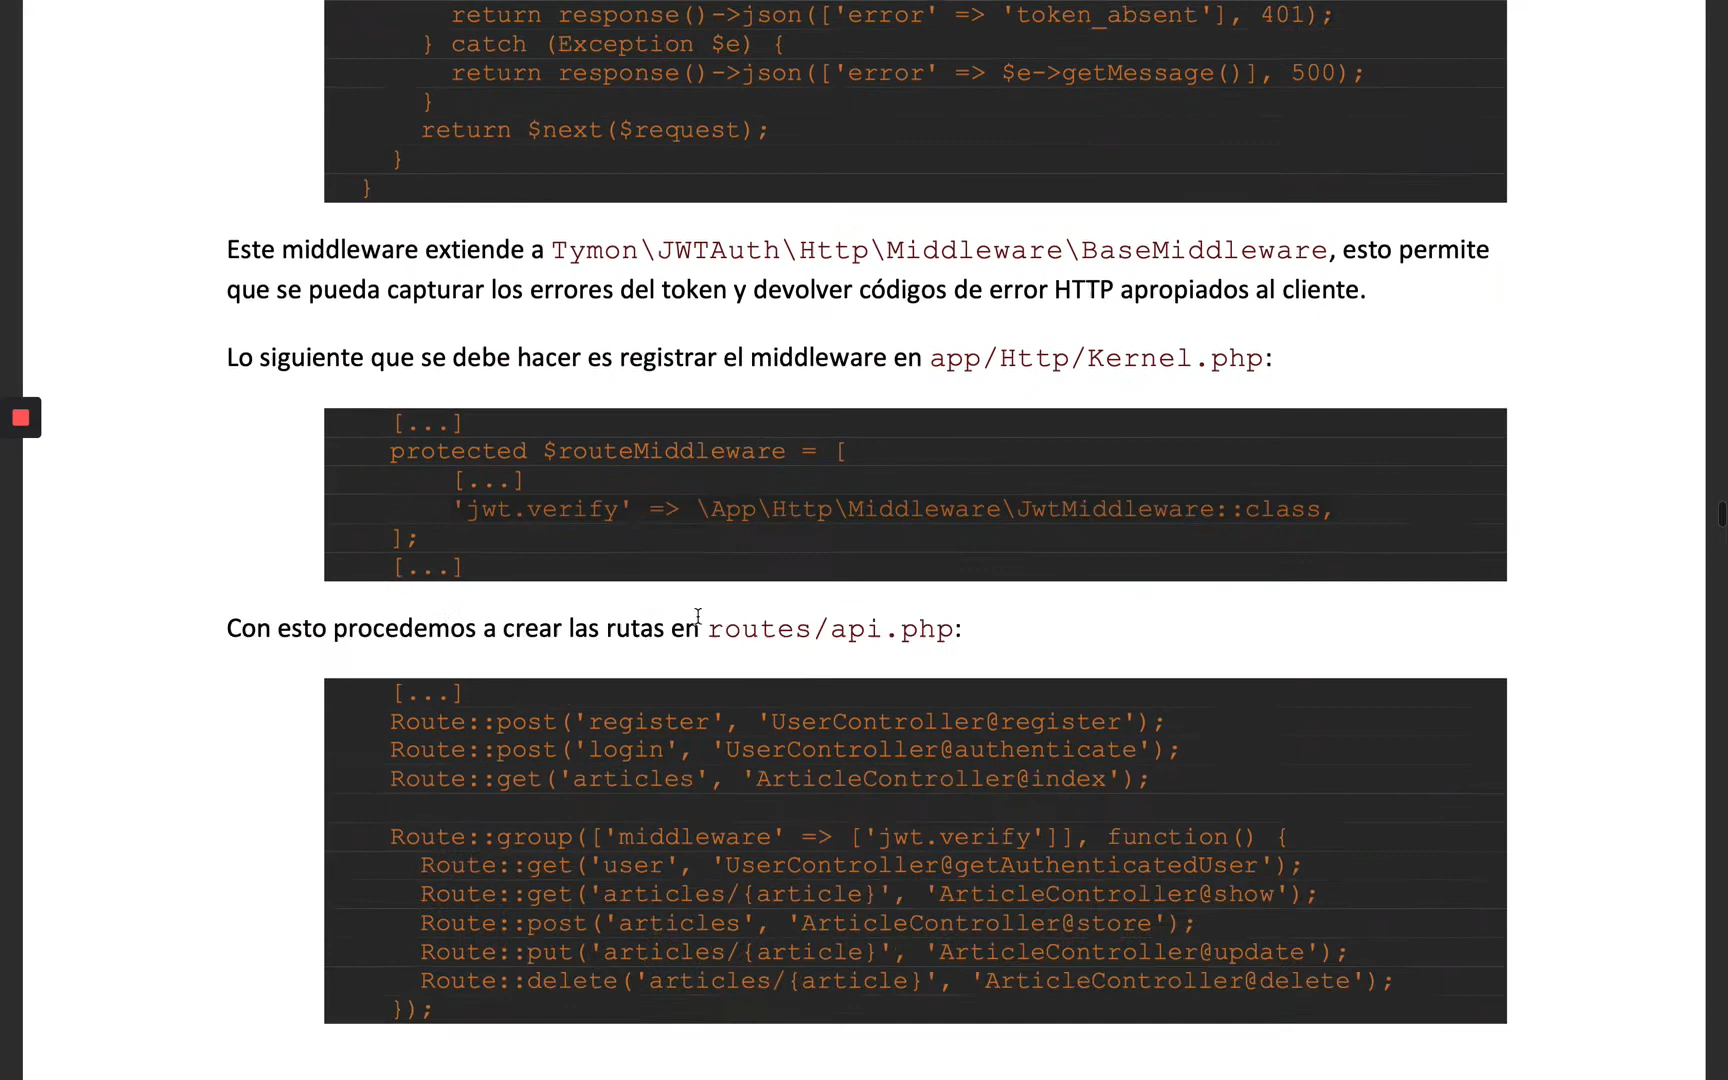 return response()->json(['error' => 'token_absent'], 401);
} catch (Exception $e) {
return response()->json(['error' => $e->getMessage()], 500);
}
return $next($request);
}
}
Este middleware extiende a Tymon\JWTAuth\Http\Middleware\BaseMiddleware, esto permite
que se pueda capturar los errores del token y devolver códigos de error HTTP apropiados al cliente.
Lo siguiente que se debe hacer es registrar el middleware en app/Http/Kernel.php:
[...]
protected $routeMiddleware = [
[...]
'jwt.verify' => \App\Http\Middleware\JwtMiddleware::class,
];
[...]
Con esto procedemos a crear las rutas en routes/api.php:
[...]
Route::post('register', 'UserController@register');
Route::post('login', 'UserController@authenticate');
Route::get('articles', 'ArticleController@index');
Route::group(['middleware' => ['jwt.verify']], function() {
Route::get('user', 'UserController@getAuthenticatedUser');
Route::get('articles/{article}', 'ArticleController@show');
Route::post('articles', 'ArticleController@store');
Route::put('articles/{article}', 'ArticleController@update');
Route::delete('articles/{article}', 'ArticleController@delete');
});